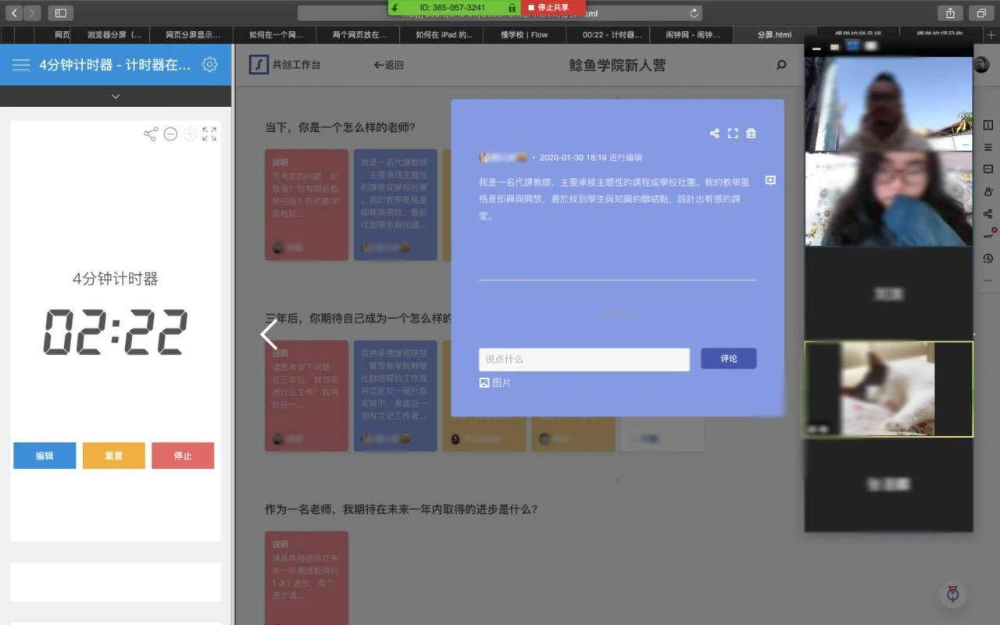 ID: 365-057-3241
停止共享
网页
浏览器分屏（...
网页分屏显示...
如何在一个网...
两个网页放在...
如何在 iPad 的...
慢学校 | Flow
00:22 - 计时器...
闹钟网 - 闹钟...
分屏.html
4分钟计时器 - 计时器在...
共创工作台
返回
鲶鱼学院新人营
4分钟计时器
02:22
编辑
重置
停止
当下，你是一个怎么样的老师?
说明
可考虑的问题：你
是谁？你有哪些教
学经验？你的教学
风格如...
我是一名代課教師
、主要承接主題性
的課程或學校社團
。我的教學風格是
即興與開放，善於
找到學生與知識...
• 2020-01-30 18:19 进行编辑
我是一名代課教師，主要承接主題性的課程或學校社團。我的教學風
格是即興與開放，善於找到學生與知識的聯結點，設計出有感的課
堂。
说点什么
评论
图片
三年后，你期待自己成为一个怎么样的
说明
请思考如下问题：
在三年后，我将承
担什么工作？我将
处在一...
我將承擔課程研發
、實際教學與教學
社群培育的工作我
將立足於一個社區
或城市，身處在一
個有文史工作者...
作为一名老师，我期待在未来一年内取得的进步是什么?
说明
请具体描述你在未
来一年期望取得的
1-3个进步，每个
进步请...